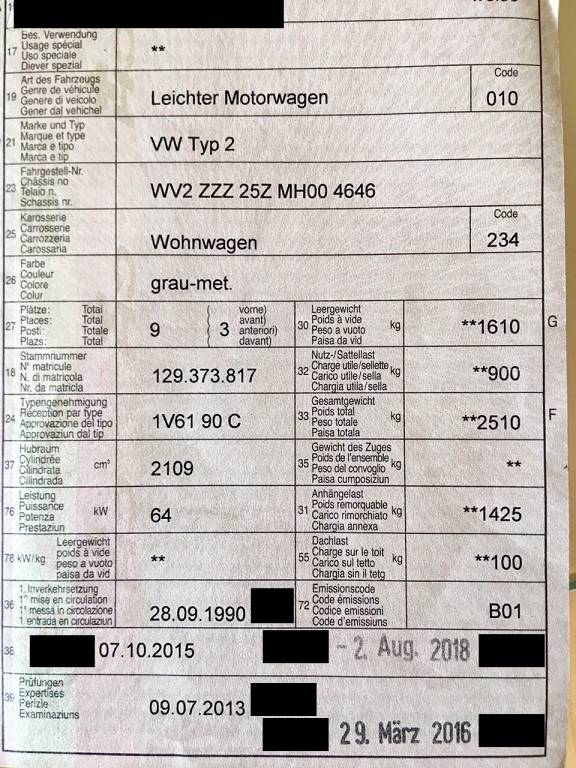 17 Bes. Verwendung
Usage spécial
Uso speciale
Diever spezial
**
19 Art des Fahrzeugs
Genre de véhicule
Genere di veicolo
Gener dal vehichel
Leichter Motorwagen
Code
010
21 Marke und Typ
Marque et type
Marca e tipo
Marca e tip
VW Typ 2
23 Fahrgestell-Nr.
Châssis no
Telaio n.
Schassis nr.
WV2 ZZZ 25Z MH00 4646
25 Karosserie
Carrosserie
Carrozzeria
Carossaria
Wohnwagen
Code
234
26 Farbe
Couleur
Colore
Colur
grau-met.
27 Plätze: Total
Places: Total
Posti: Totale
Plazs: Total
9
3
vorne)
avant)
anteriori)
davant)
30 Leergewicht
Poids à vide
Peso a vuoto
Paisa da vid
kg
**1610
G
18 Stammnummer
N° matricule
N. di matricola
Nr. da matricla
129.373.817
32 Nutz-/Sattellast
Charge utile/sellette
Carico utile/sella
Chargia utila/sella
kg
**900
24 Typengenehmigung
Réception par type
Approvazione del tipo
Approvaziun dal tip
1V61 90 C
33 Gesamtgewicht
Poids total
Peso totale
Paisa totala
kg
**2510
F
37 Hubraum
Cylindrée
Cilindrata
Cilindrada
cm³
2109
35 Gewicht des Zuges
Poids de l'ensemble
Peso del convoglio
Paisa cumposiziun
kg
**
76 Leistung
Puissance
Potenza
Prestaziun
kW
64
31 Anhängelast
Poids remorquable
Carico rimorchiato
Chargia annexa
kg
**1425
78 kW/kg
Leergewicht
poids à vide
peso a vuoto
paisa da vid
**
55 Dachlast
Charge sur le toit
Carico sul tetto
Chargia sin il tetg
kg
**100
36 1. Inverkehrsetzung
1re mise en circulation
1a messa in circolazione
1. entrada en circulaziun
28.09.1990
72 Emissionscode
Code émissions
Codice emissioni
Code d'emissiuns
B01
38
07.10.2015
- 2. Aug. 2018
39 Prüfungen
Expertises
Perizie
Examinaziuns
09.07.2013
29. März 2016